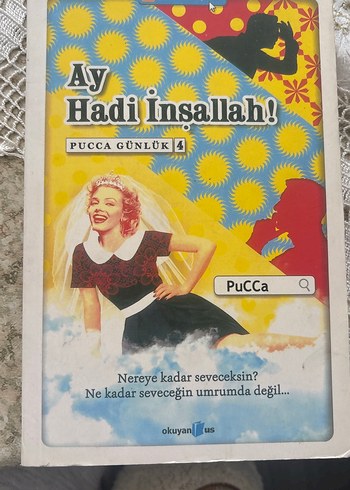 Ay
Hadi İnşallah!
PUCCA GÜNLÜK 4
PuCCa
Nereye kadar seveceksin?
Ne kadar seveceğin umrumda değil...
okuyan us